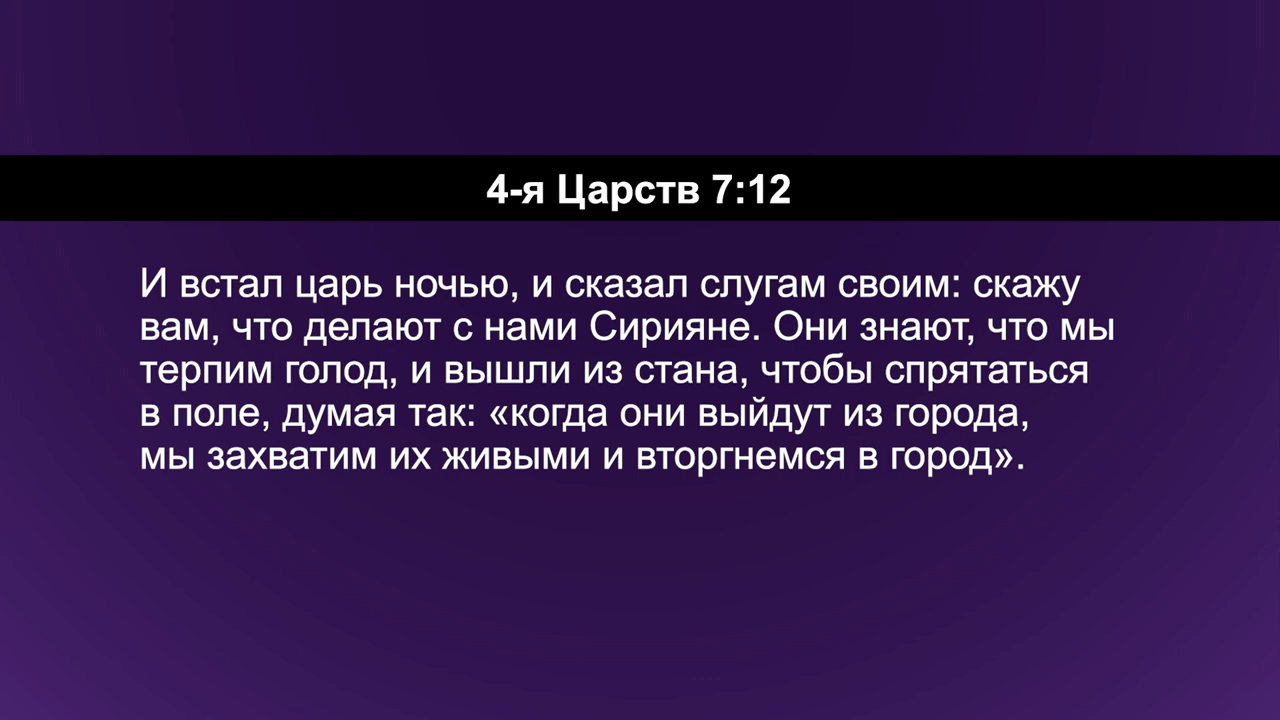 4-я Царств 7:12
И встал царь ночью, и сказал слугам своим: скажу
вам, что делают с нами Сирияне. Они знают, что мы
терпим голод, и вышли из стана, чтобы спрятаться
в поле, думая так: «когда они выйдут из города,
мы захватим их живыми и вторгнемся в город».